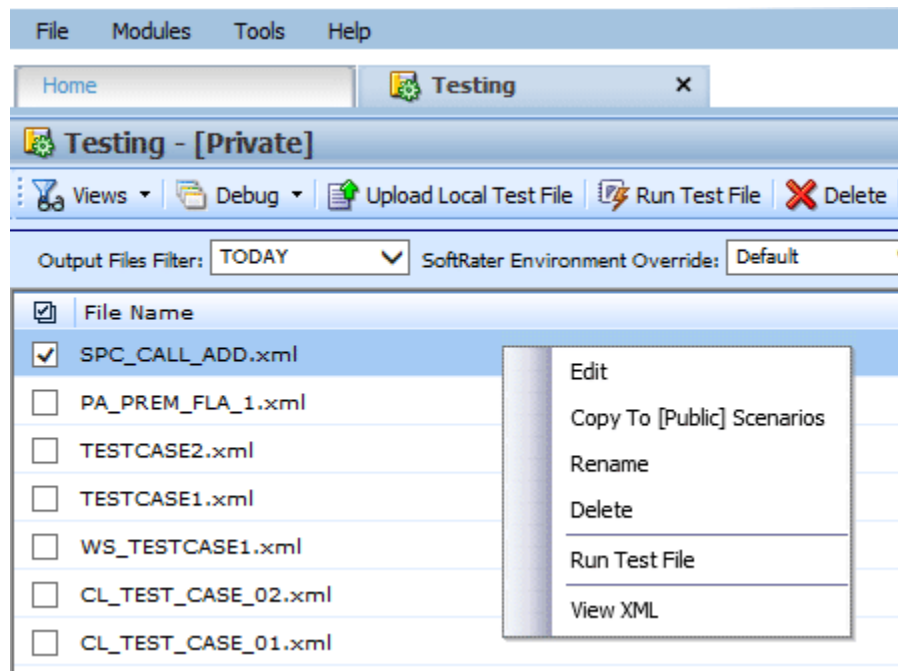 File Modules Tools Help
Home Testing
Testing - [Private]
Views Debug Upload Local Test File Run Test File Delete
Output Files Filter: TODAY SoftRater Environment Override: Default
File Name
SPC_CALL_ADD.xml
PA_PREM_FLA_1.xml
TESTCASE2.xml
TESTCASE1.xml
WS_TESTCASE1.xml
CL_TEST_CASE_02.xml
CL_TEST_CASE_01.xml
Edit
Copy To [Public] Scenarios
Rename
Delete
Run Test File
View XML